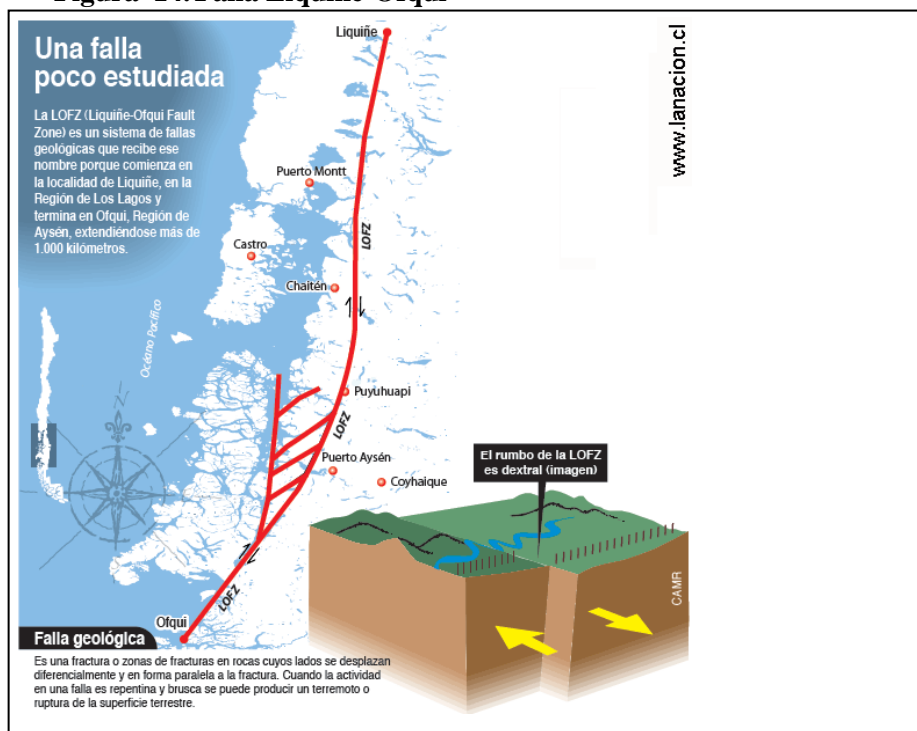 Figura 14. Falla Liquiñe-Ofqui
Una falla
poco estudiada
La LOFZ (Liquiñe-Ofqui Fault
Zone) es un sistema de fallas
geológicas que recibe ese
nombre porque comienza en
la localidad de Liquiñe, en la
Región de Los Lagos y
termina en Ofqui, Región de
Aysén, extendiéndose más de
1.000 kilómetros.
Liquiñe
www.lanacion.cl
Puerto Montt
LOFZ
Castro
Chaitén
Océano Pacífico
N
Puyuhuapi
LOFZ
Puerto Aysén
Coyhaique
El rumbo de la LOFZ
es dextral (imagen)
LOFZ
Ofqui
CAMR
Falla geológica
Es una fractura o zonas de fracturas en rocas cuyos lados se desplazan
diferencialmente y en forma paralela a la fractura. Cuando la actividad
en una falla es repentina y brusca se puede producir un terremoto o
ruptura de la superficie terrestre.